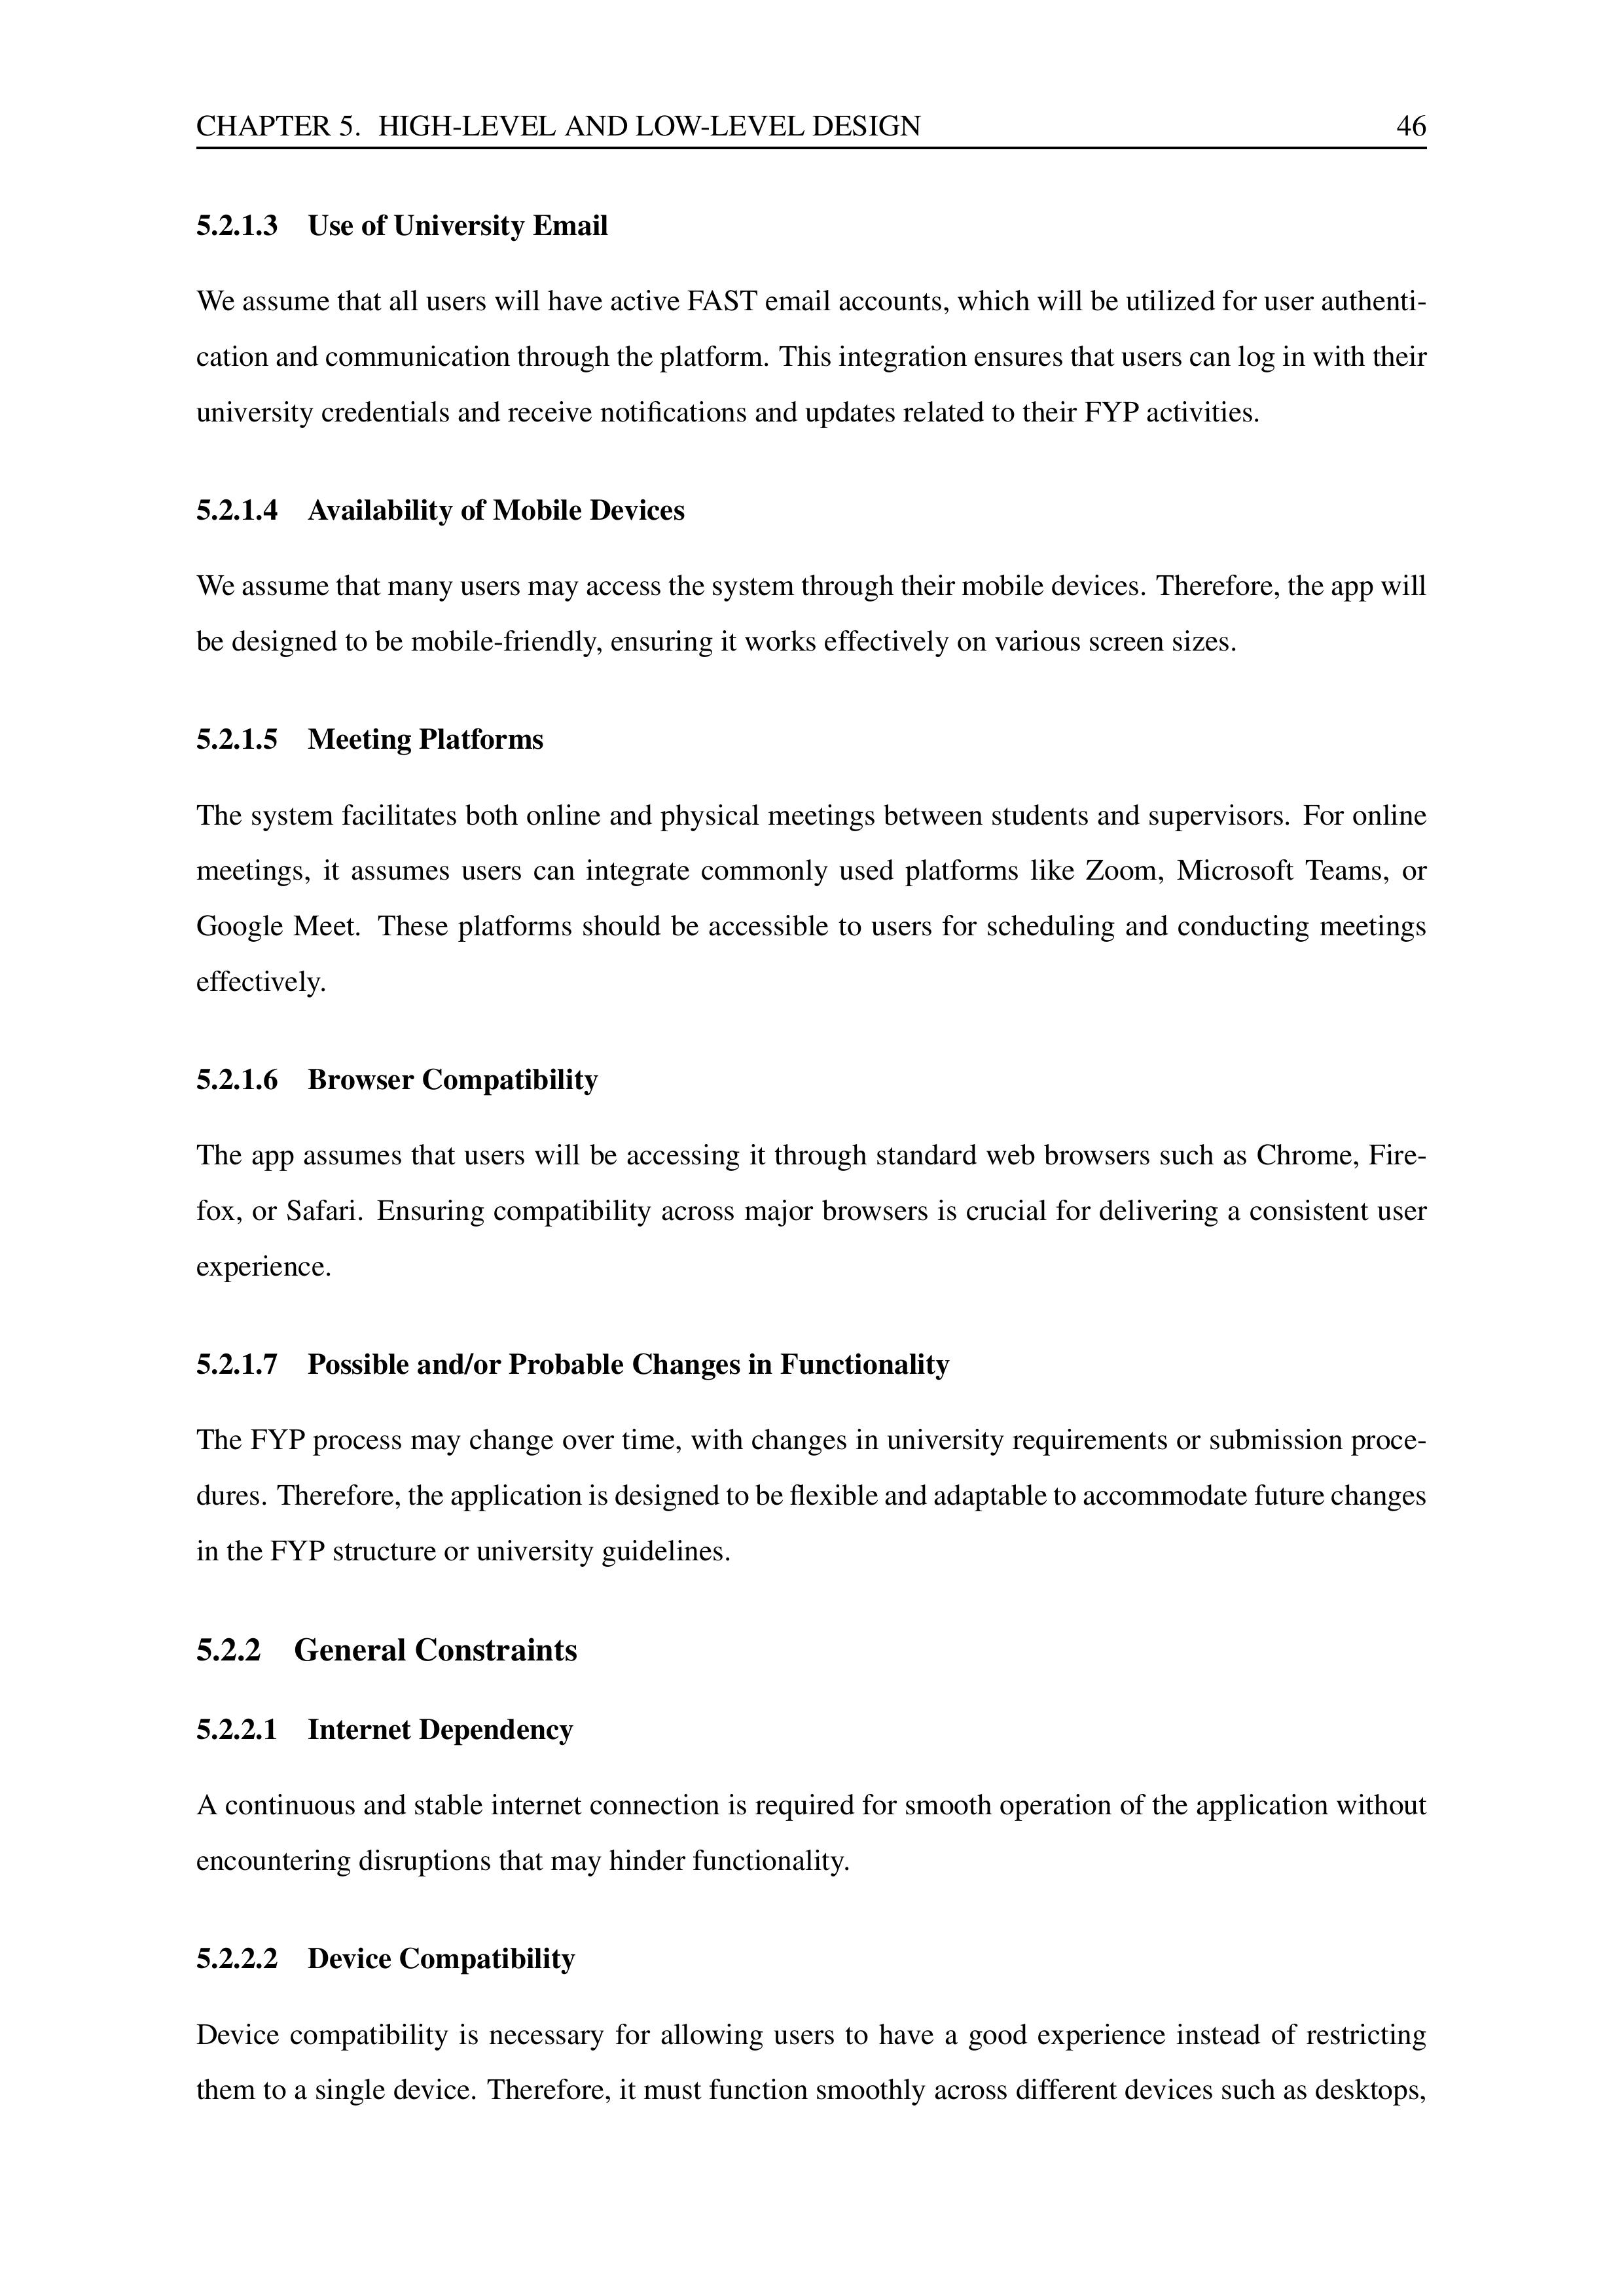 CHAPTER 5. HIGH-LEVEL AND LOW-LEVEL DESIGN 46
5.2.1.3 Use of University Email
We assume that all users will have active FAST email accounts, which will be utilized for user authenti-
cation and communication through the platform. This integration ensures that users can log in with their
university credentials and receive notifications and updates related to their FYP activities.
5.2.1.4 Availability of Mobile Devices
We assume that many users may access the system through their mobile devices. Therefore, the app will
be designed to be mobile-friendly, ensuring it works effectively on various screen sizes.
5.2.1.5 Meeting Platforms
The system facilitates both online and physical meetings between students and supervisors. For online
meetings, it assumes users can integrate commonly used platforms like Zoom, Microsoft Teams, or
Google Meet. These platforms should be accessible to users for scheduling and conducting meetings
effectively.
5.2.1.6 Browser Compatibility
The app assumes that users will be accessing it through standard web browsers such as Chrome, Fire-
fox, or Safari. Ensuring compatibility across major browsers is crucial for delivering a consistent user
experience.
5.2.1.7 Possible and/or Probable Changes in Functionality
The FYP process may change over time, with changes in university requirements or submission proce-
dures. Therefore, the application is designed to be flexible and adaptable to accommodate future changes
in the FYP structure or university guidelines.
5.2.2 General Constraints
5.2.2.1 Internet Dependency
A continuous and stable internet connection is required for smooth operation of the application without
encountering disruptions that may hinder functionality.
5.2.2.2 Device Compatibility
Device compatibility is necessary for allowing users to have a good experience instead of restricting
them to a single device. Therefore, it must function smoothly across different devices such as desktops,